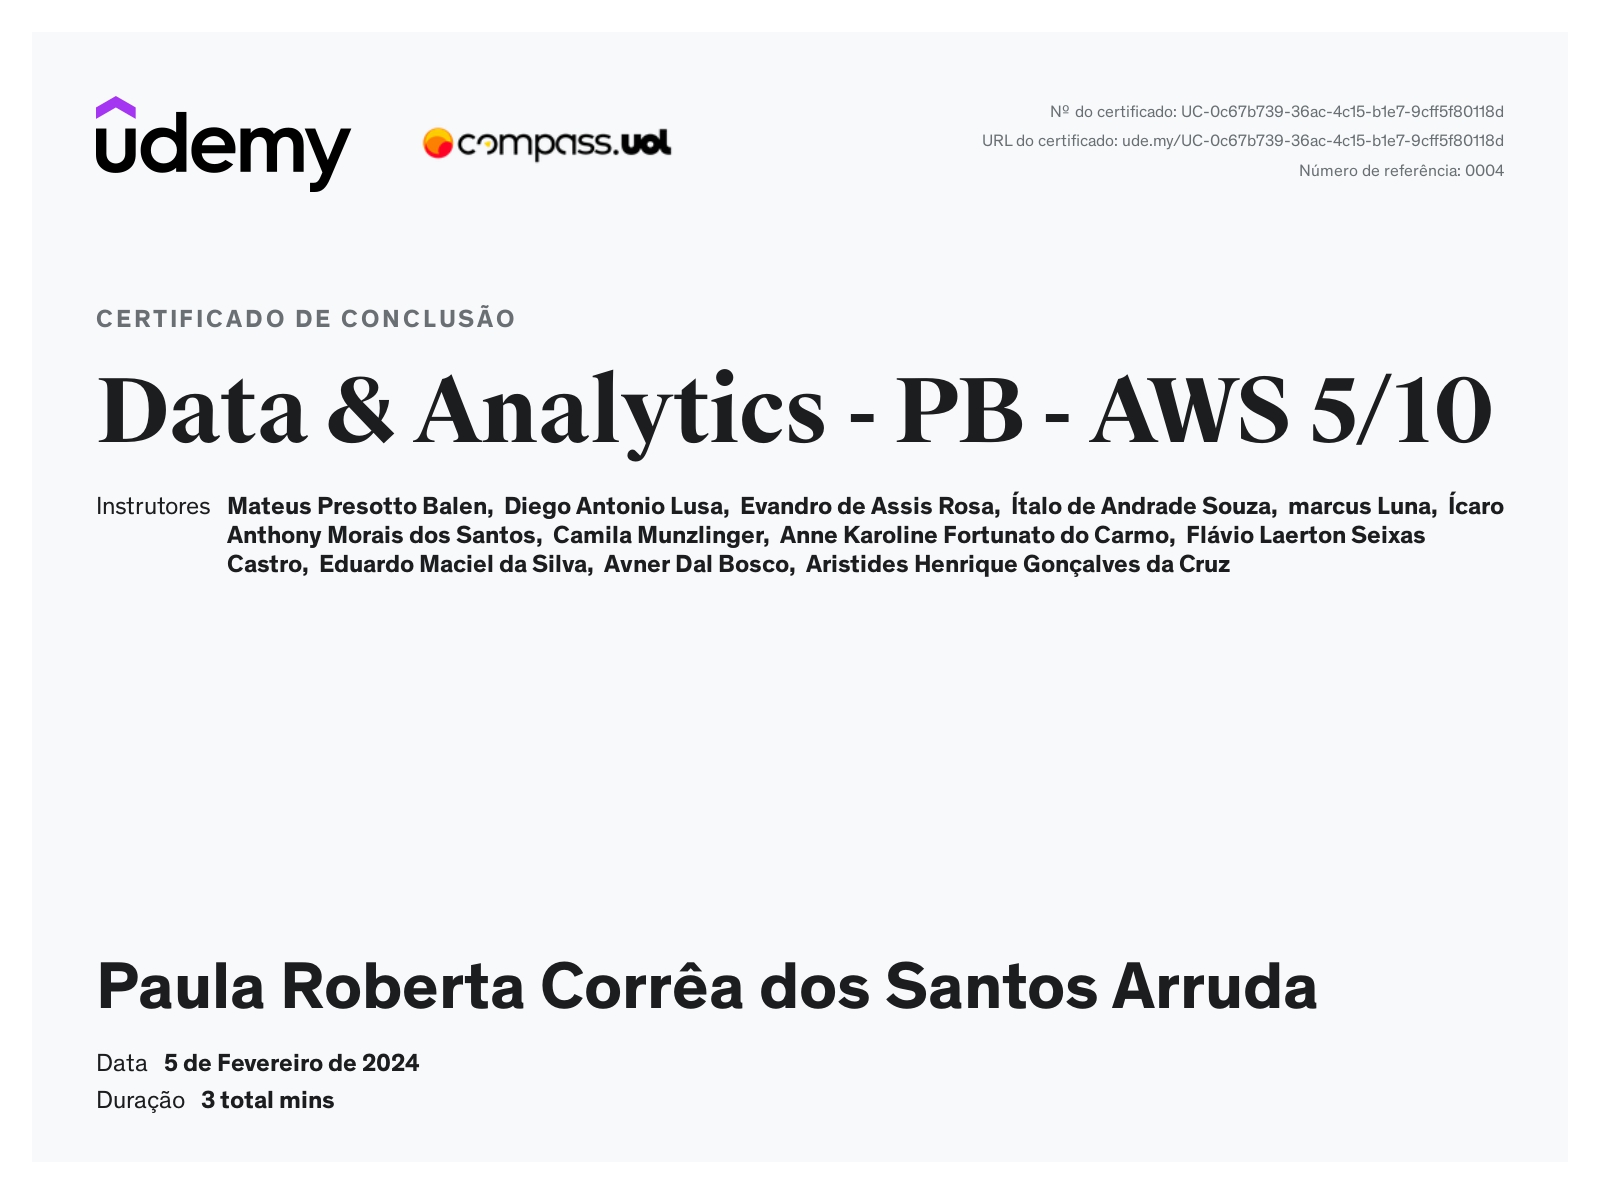 udemy
compass.uol
Nº do certificado: UC-0c67b739-36ac-4c15-b1e7-9cff5f80118d
URL do certificado: ude.my/UC-0c67b739-36ac-4c15-b1e7-9cff5f80118d
Número de referência: 0004
CERTIFICADO DE CONCLUSÃO
Data & Analytics - PB - AWS 5/10
Instrutores Mateus Presotto Balen, Diego Antonio Lusa, Evandro de Assis Rosa, Ítalo de Andrade Souza, marcus Luna, Ícaro
Anthony Morais dos Santos, Camila Munzlinger, Anne Karoline Fortunato do Carmo, Flávio Laerton Seixas
Castro, Eduardo Maciel da Silva, Avner Dal Bosco, Aristides Henrique Gonçalves da Cruz
Paula Roberta Corrêa dos Santos Arruda
Data 5 de Fevereiro de 2024
Duração 3 total mins